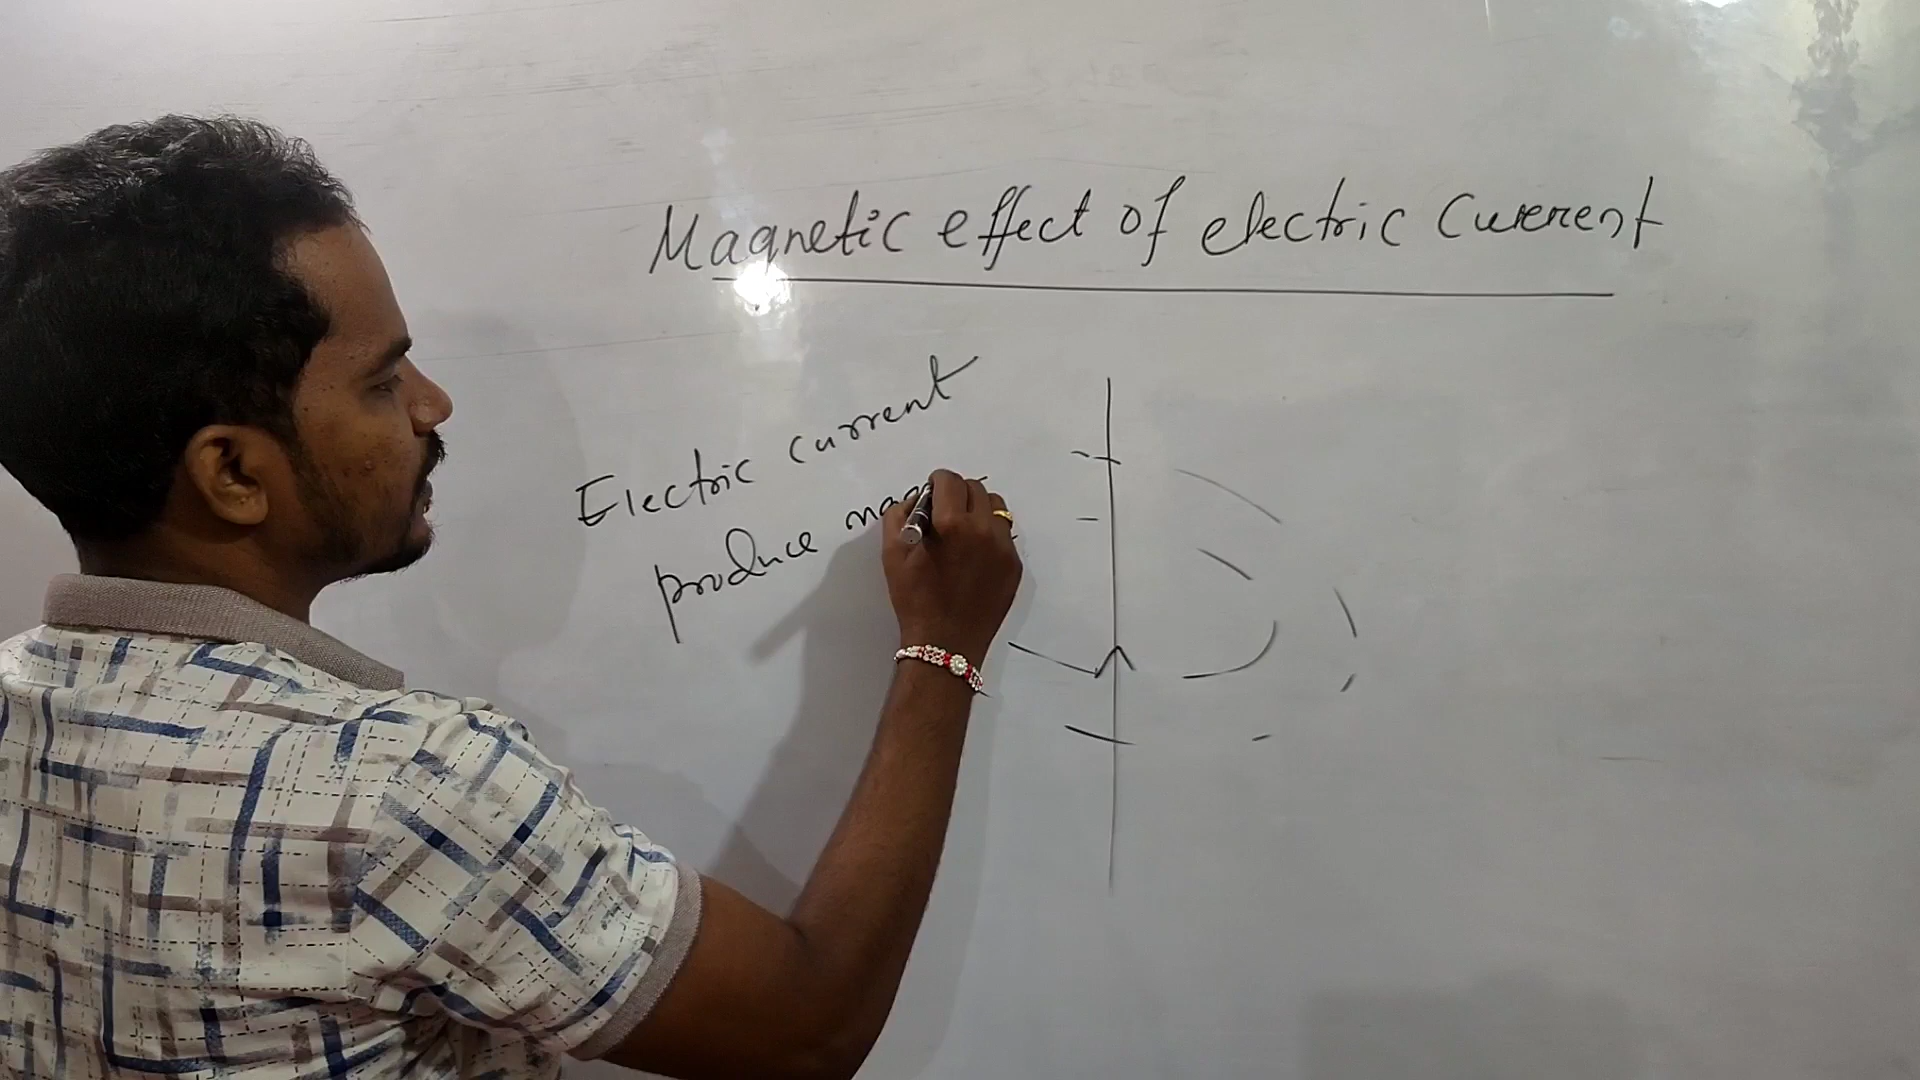 Magnetic effect of electric Current
Electric current
produce